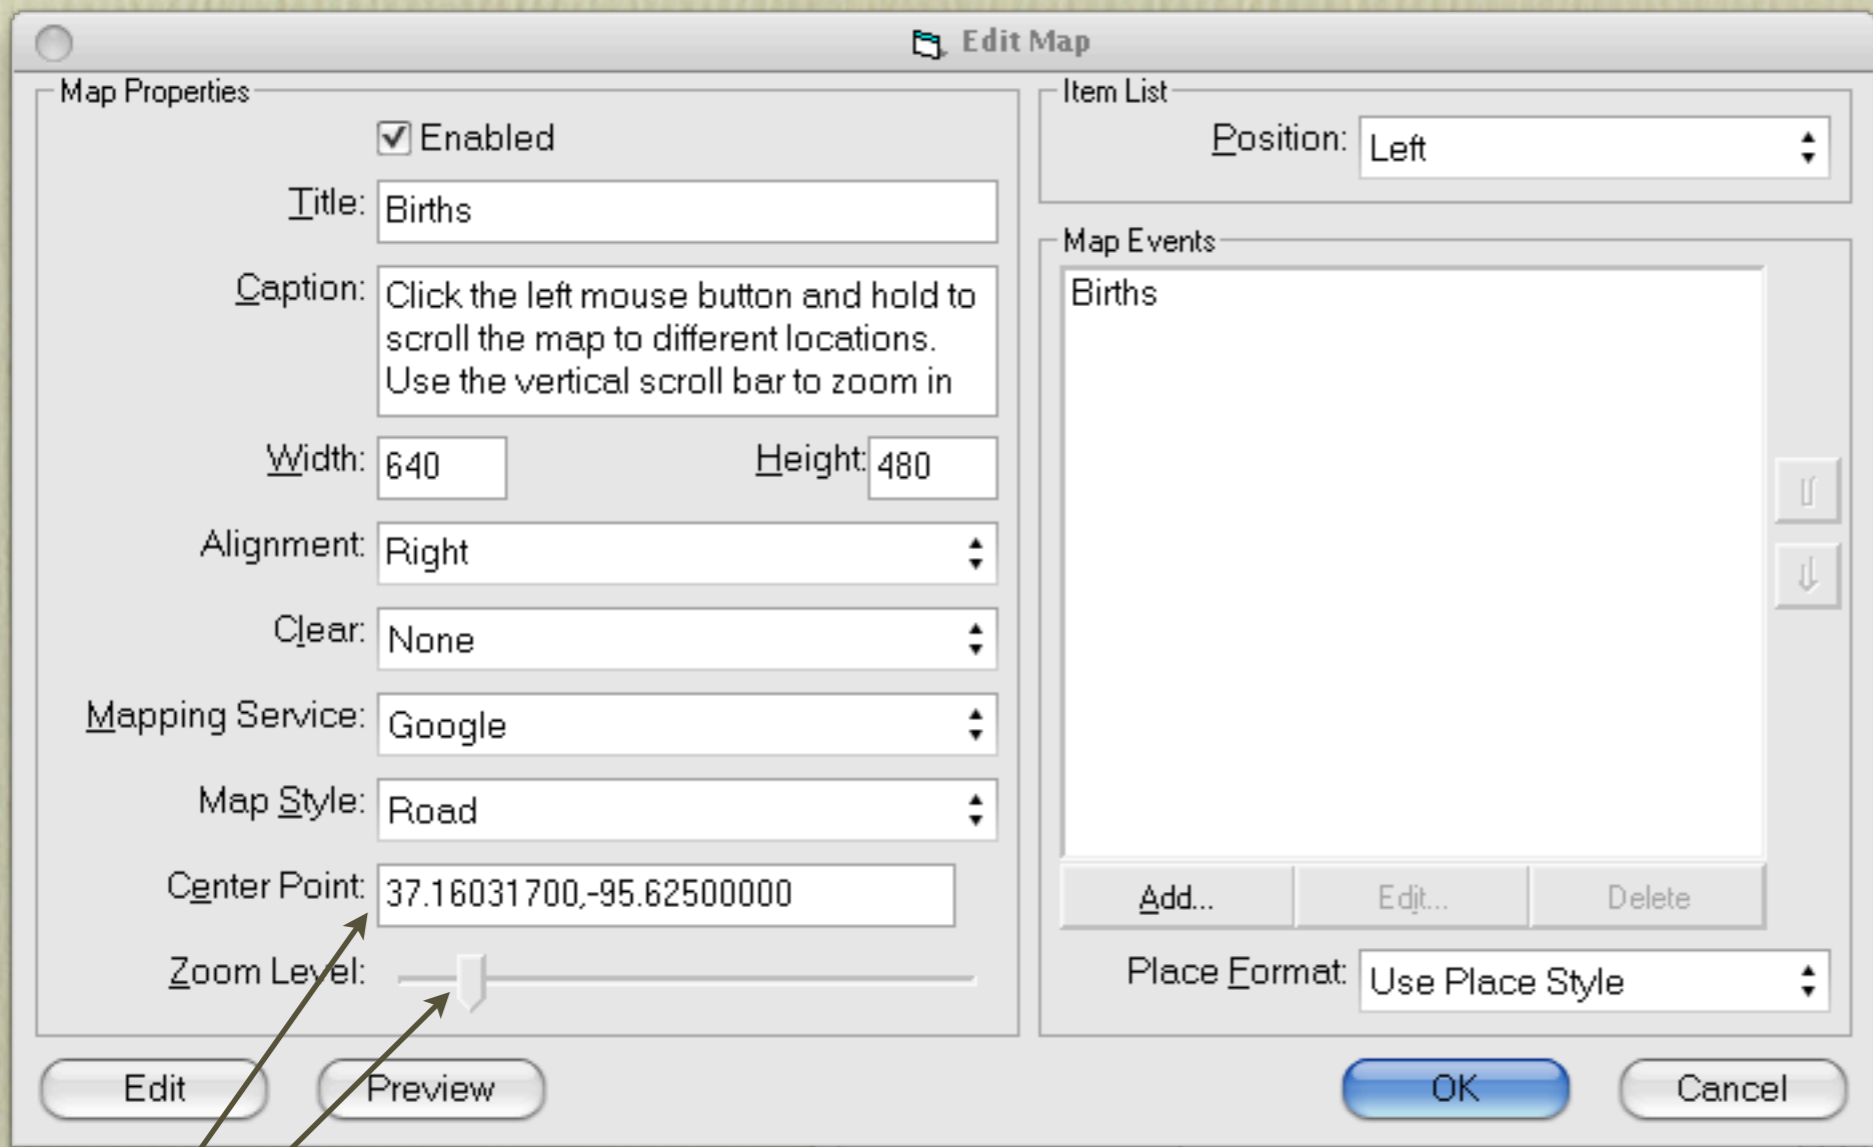 Edit Map
Map Properties
Enabled
Title: Births
Caption: Click the left mouse button and hold to
scroll the map to different locations.
Use the vertical scroll bar to zoom in
Width: 640 Height: 480
Alignment: Right
Clear: None
Mapping Service: Google
Map Style: Road
Center Point: 37.16031700,-95.62500000
Zoom Level:
Edit Preview
Item List
Position: Left
Map Events
Births
Add... Edit... Delete
Place Format: Use Place Style
OK Cancel